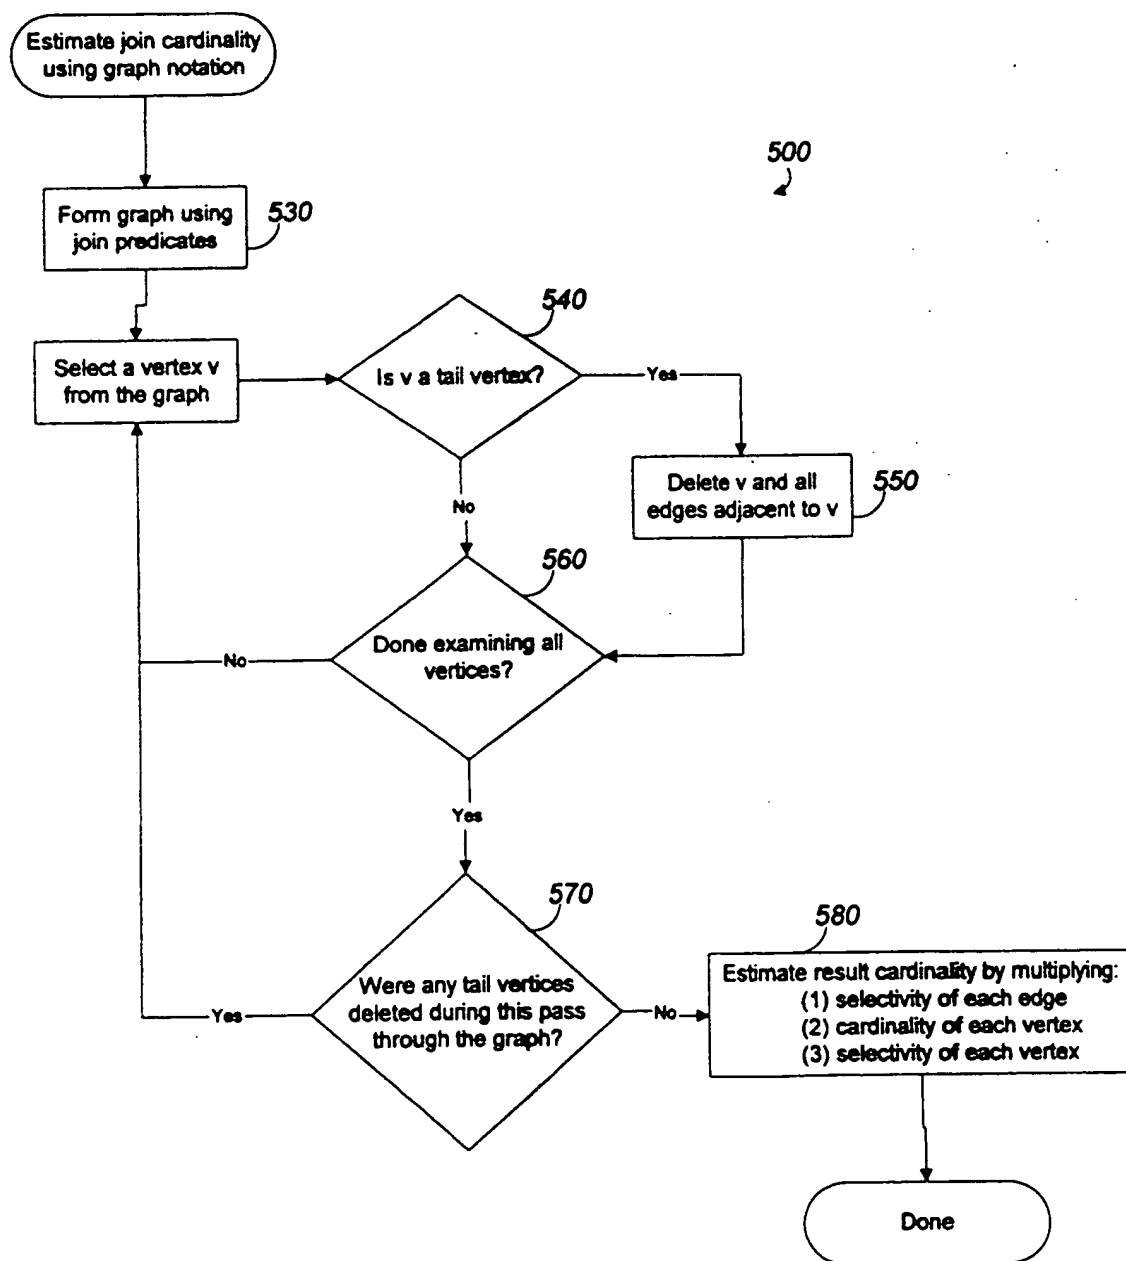 Estimate join cardinality
using graph notation
500
Form graph using
join predicates
530
540
Select a vertex v
from the graph
Is v a tail vertex?
Yes
Delete v and all
edges adjacent to v
550
No
560
Done examining all
vertices?
No
Yes
570
580
Were any tail vertices
deleted during this pass
through the graph?
Yes
No
Estimate result cardinality by multiplying:
(1) selectivity of each edge
(2) cardinality of each vertex
(3) selectivity of each vertex
Done